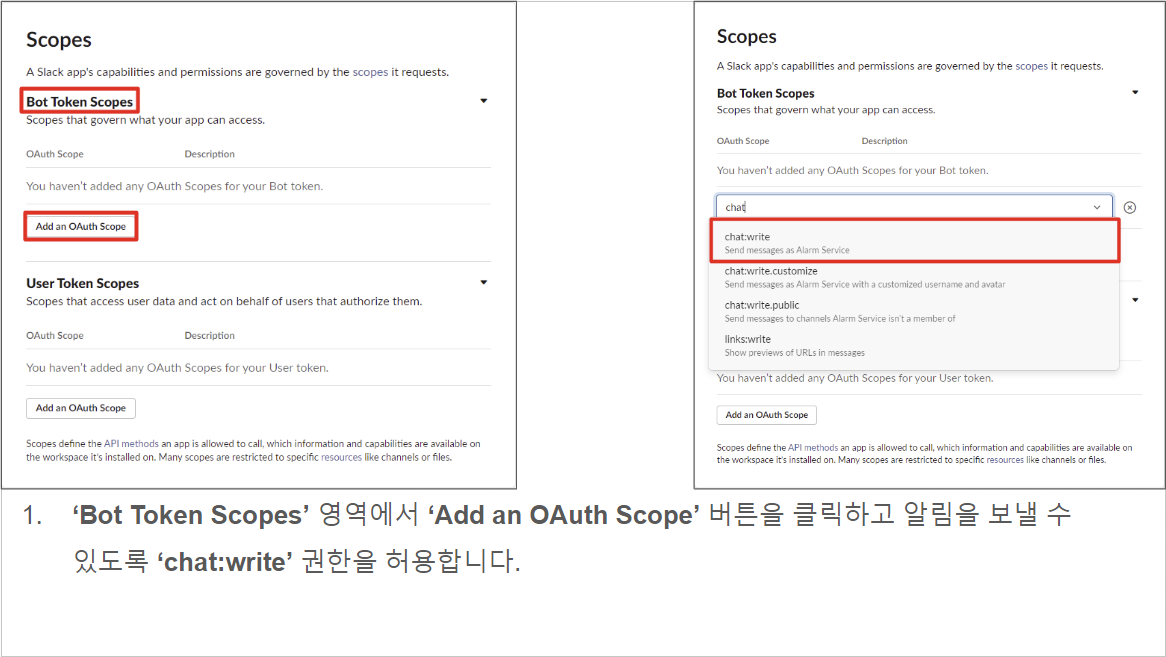 Scopes
A Slack app's capabilities and permissions are governed by the scopes it requests.
Bot Token Scopes
Scopes that govern what your app can access.
OAuth Scope Description
You haven't added any OAuth Scopes for your Bot token.
Add an OAuth Scope
User Token Scopes
Scopes that access user data and act on behalf of users that authorize them.
OAuth Scope Description
You haven't added any OAuth Scopes for your User token.
Add an OAuth Scope
Scopes define the API methods an app is allowed to call, which information and capabilities are available on
the workspace it's installed on. Many scopes are restricted to specific resources like channels or files.
Scopes
A Slack app's capabilities and permissions are governed by the scopes it requests.
Bot Token Scopes
Scopes that govern what your app can access.
OAuth Scope Description
You haven't added any OAuth Scopes for your Bot token.
chat
chat:write
Send messages as Alarm Service
chat:write.customize
Send messages as Alarm Service with a customized username and avatar
chat:write.public
Send messages to channels Alarm Service isn't a member of
links:write
Show previews of URLs in messages
You haven't added any OAuth Scopes for your User token.
Add an OAuth Scope
Scopes define the API methods an app is allowed to call, which information and capabilities are available on
the workspace it's installed on. Many scopes are restricted to specific resources like channels or files.
1. ‘Bot Token Scopes’ 영역에서 ‘Add an OAuth Scope’ 버튼을 클릭하고 알림을 보낼 수
있도록 ‘chat:write’ 권한을 허용합니다.